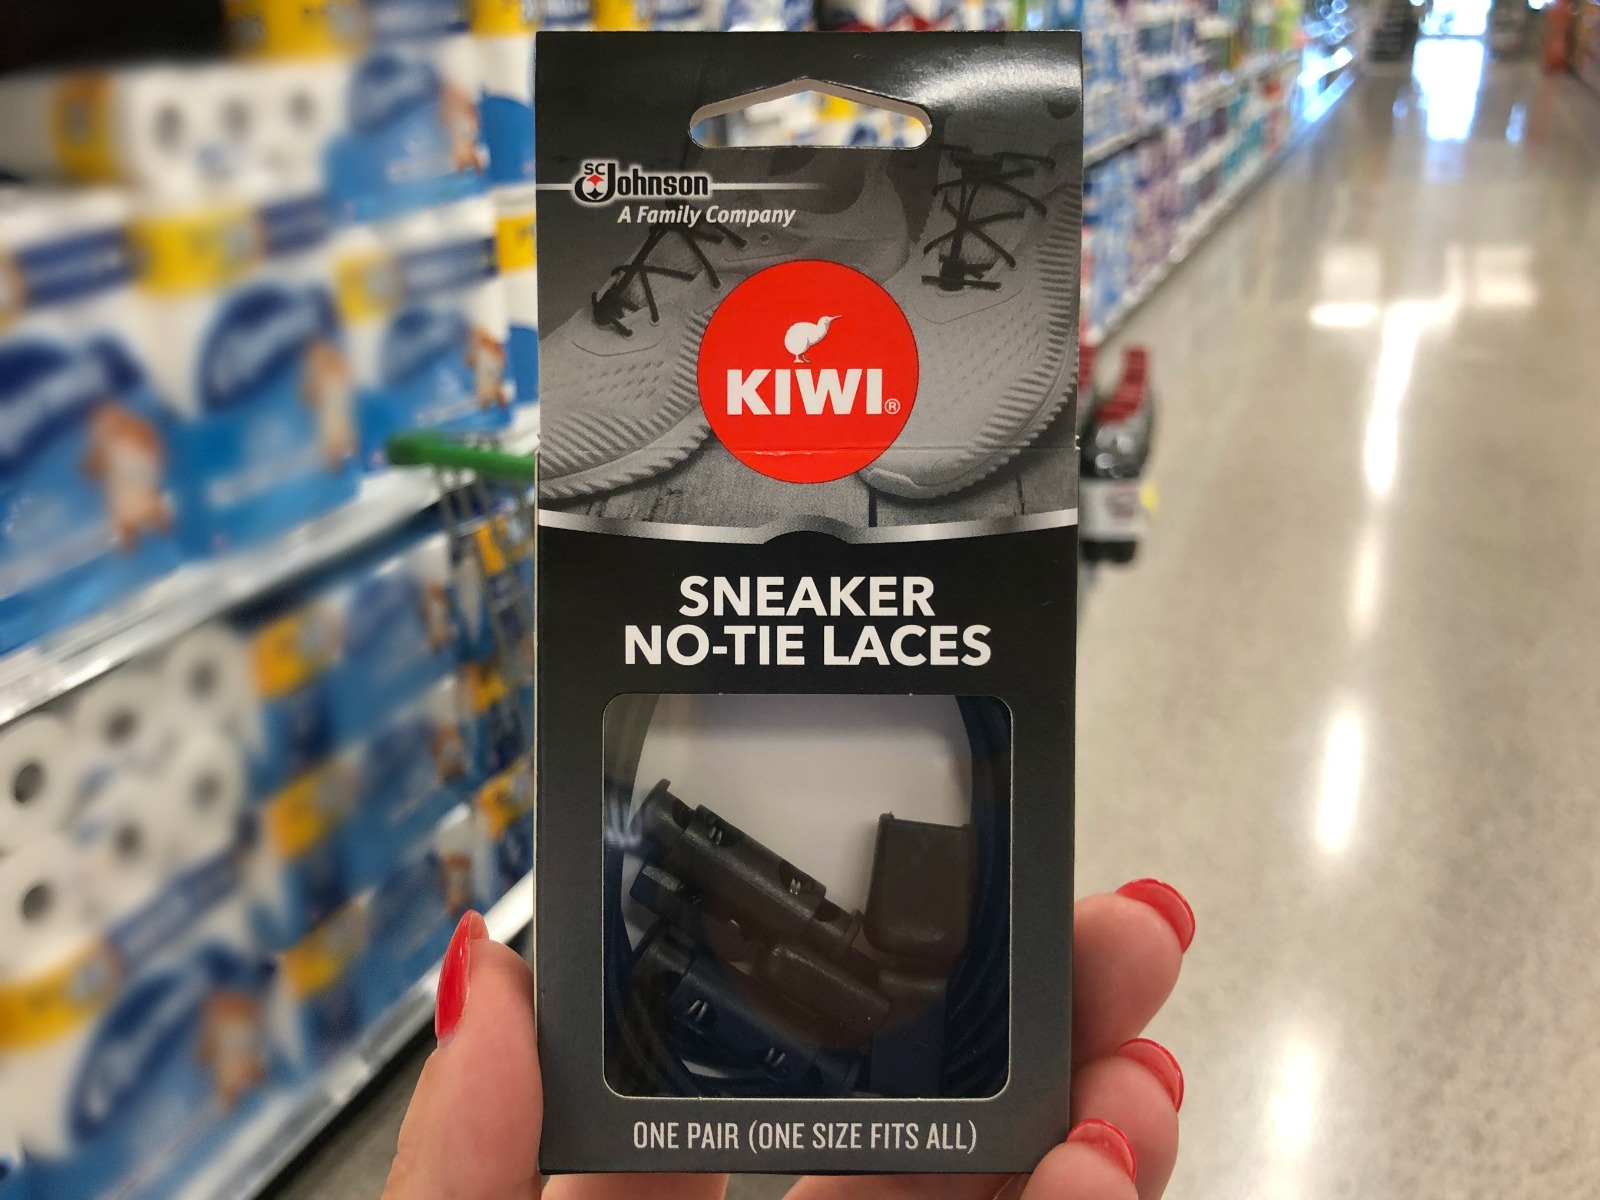 SC Johnson
A Family Company
KIWI®
SNEAKER
NO-TIE LACES
ONE PAIR (ONE SIZE FITS ALL)